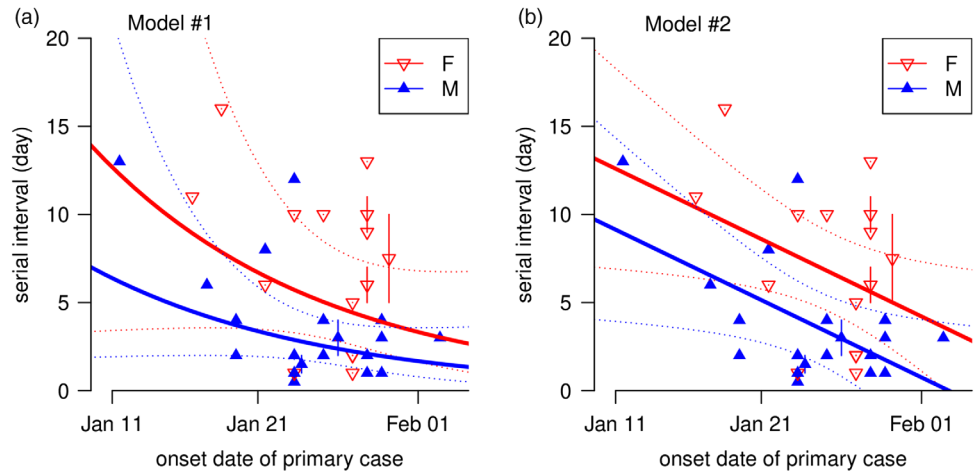 (a)
Model #1
20
15
10
5
0
serial interval (day)
F
M
Jan 11
Jan 21
Feb 01
onset date of primary case
(b)
Model #2
20
15
10
5
0
serial interval (day)
F
M
Jan 11
Jan 21
Feb 01
onset date of primary case